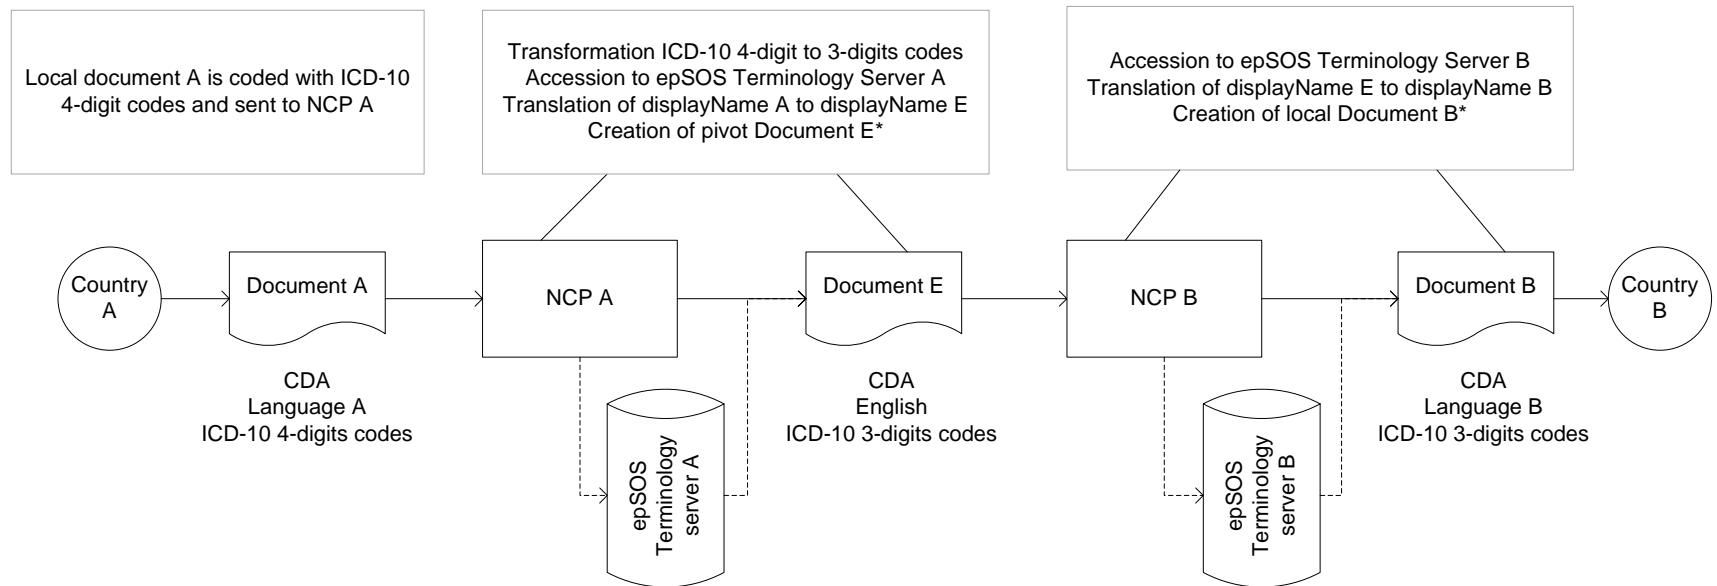 Local document A is coded with ICD-10
4-digit codes and sent to NCP A
Transformation ICD-10 4-digit to 3-digits codes
Accession to epSOS Terminology Server A
Translation of displayName A to displayName E
Creation of pivot Document E*
Accession to epSOS Terminology Server B
Translation of displayName E to displayName B
Creation of local Document B*
Country
A
Document A
NCP A
Document E
NCP B
Document B
Country
B
CDA
Language A
ICD-10 4-digits codes
epSOS
Terminology
server A
CDA
English
ICD-10 3-digits codes
epSOS
Terminology
server B
CDA
Language B
ICD-10 3-digits codes